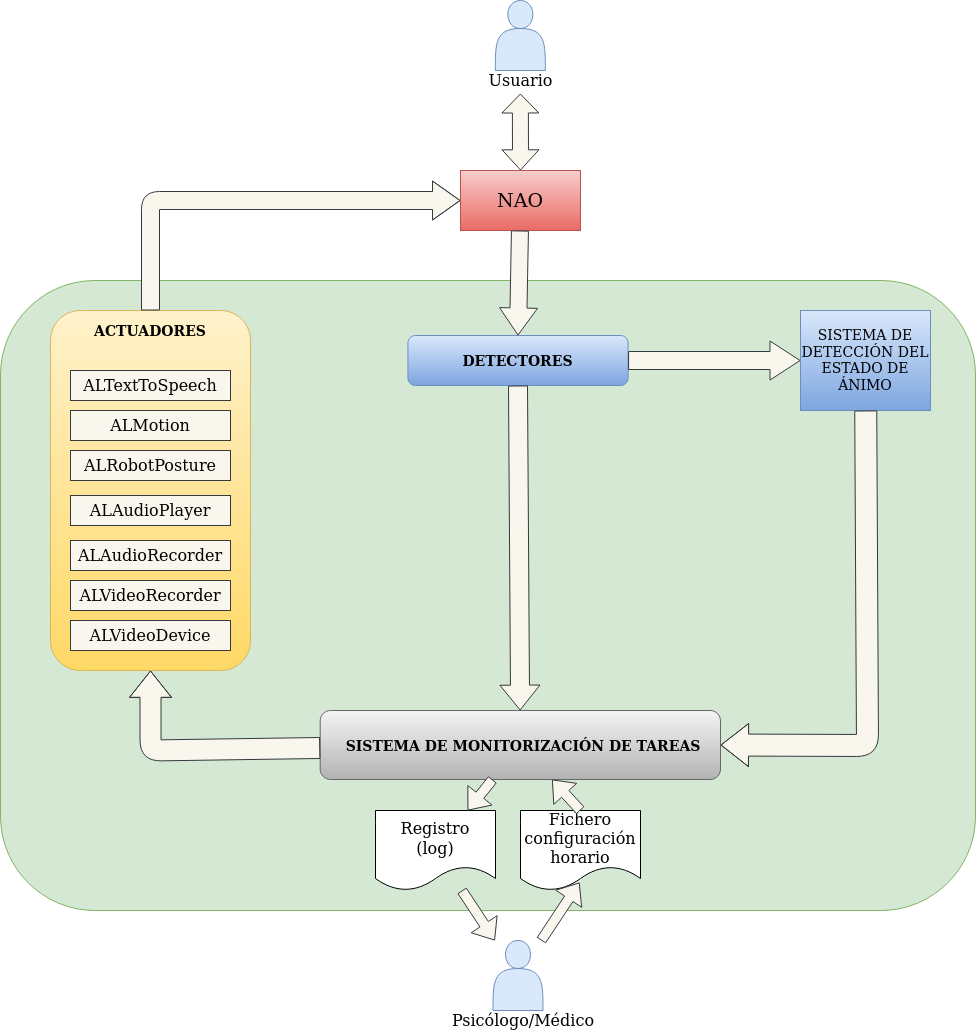 Usuario
NAO
ACTUADORES
ALTextToSpeech
ALMotion
ALRobotPosture
ALAudioPlayer
ALAudioRecorder
ALVideoRecorder
ALVideoDevice
DETECTORES
SISTEMA DE
DETECCIÓN DEL
ESTADO DE
ÁNIMO
SISTEMA DE MONITORIZACIÓN DE TAREAS
Registro
(log)
Fichero
configuración
horario
Psicólogo/Médico